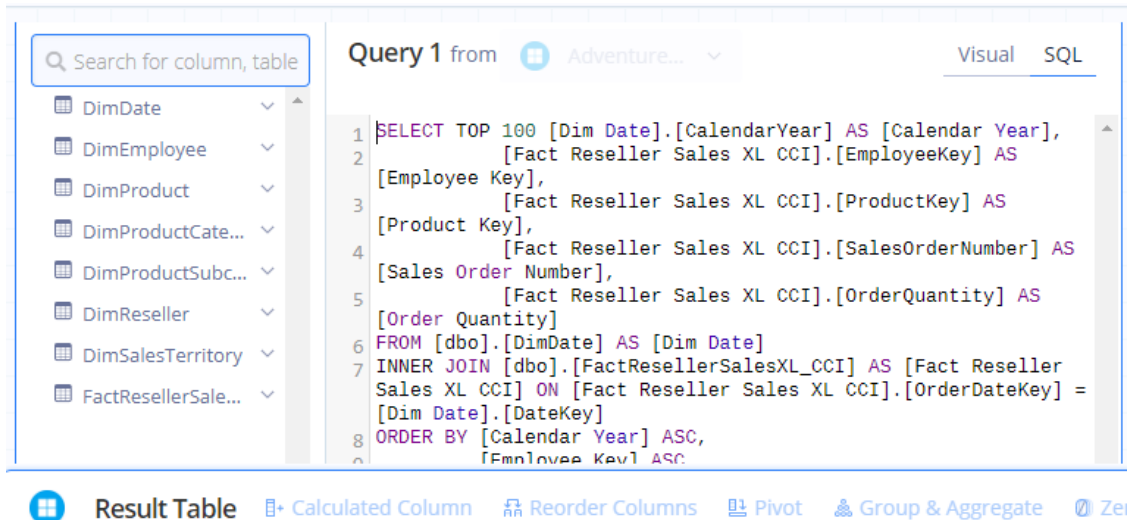 Search for column, table
DimDate
DimEmployee
DimProduct
DimProductCate...
DimProductSubc...
DimReseller
DimSalesTerritory
FactResellerSale...
Query 1 from Adventure...
Visual SQL
1 SELECT TOP 100 [Dim Date].[CalendarYear] AS [Calendar Year],
2 [Fact Reseller Sales XL CCI].[EmployeeKey] AS
[Employee Key],
3 [Fact Reseller Sales XL CCI].[ProductKey] AS
[Product Key],
4 [Fact Reseller Sales XL CCI].[SalesOrderNumber] AS
[Sales Order Number],
5 [Fact Reseller Sales XL CCI].[OrderQuantity] AS
[Order Quantity]
6 FROM [dbo].[DimDate] AS [Dim Date]
7 INNER JOIN [dbo].[FactResellerSalesXL_CCI] AS [Fact Reseller
Sales XL CCI] ON [Fact Reseller Sales XL CCI].[OrderDateKey] =
[Dim Date].[DateKey]
8 ORDER BY [Calendar Year] ASC,
[Employee Key] ASC
Result Table Calculated Column Reorder Columns Pivot Group & Aggregate